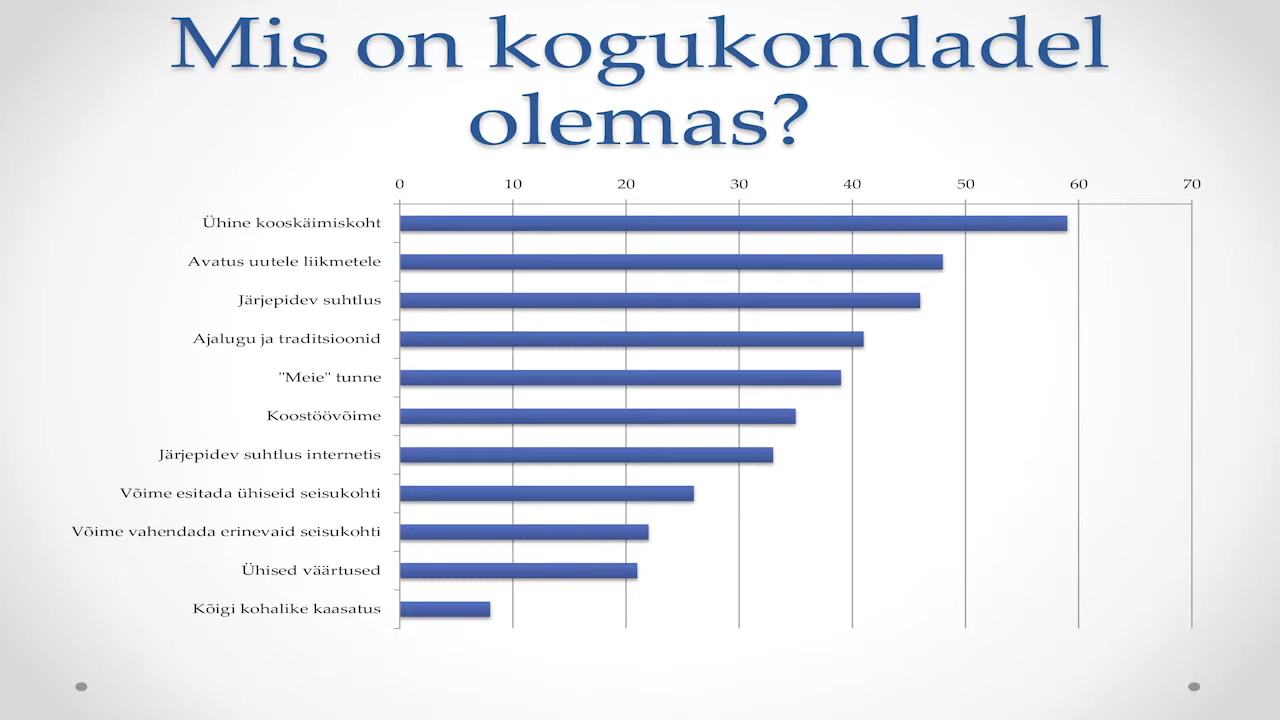 Mis on kogukondadel
olemas?
0 10 20 30 40 50 60 70
Ühine kooskäimiskoht
Avatus uutele liikmetele
Järjepidev suhtlus
Ajalugu ja traditsioonid
"Meie" tunne
Koostöövõime
Järjepidev suhtlus internetis
Võime esitada ühiseid seisukohti
Võime vahendada erinevaid seisukohti
Ühised väärtused
Kõigi kohalike kaasatus